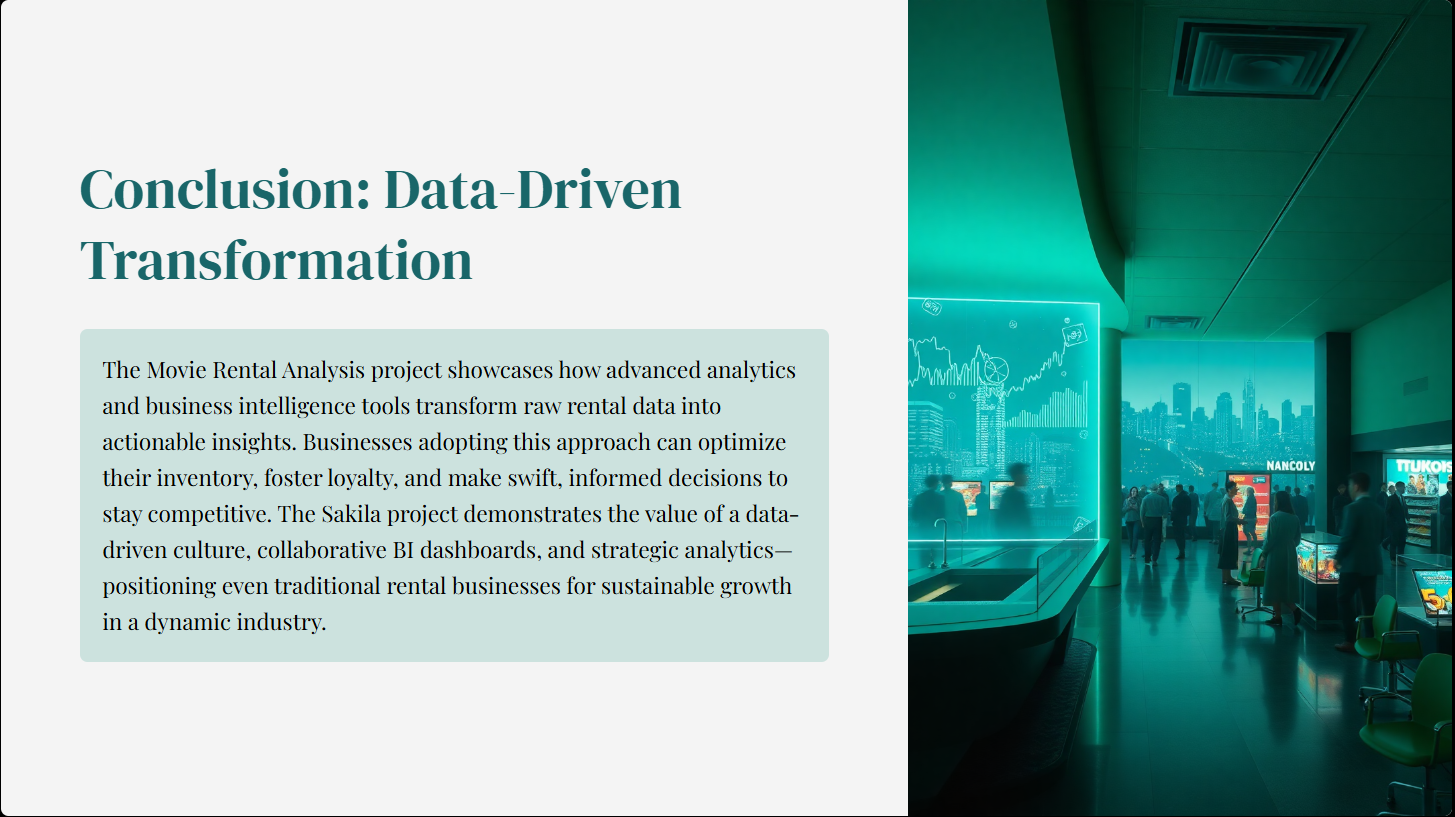 Conclusion: Data-Driven
Transformation
The Movie Rental Analysis project showcases how advanced analytics
and business intelligence tools transform raw rental data into
actionable insights. Businesses adopting this approach can optimize
their inventory, foster loyalty, and make swift, informed decisions to
stay competitive. The Sakila project demonstrates the value of a data-
driven culture, collaborative BI dashboards, and strategic analytics—
positioning even traditional rental businesses for sustainable growth
in a dynamic industry.
NANCOLY